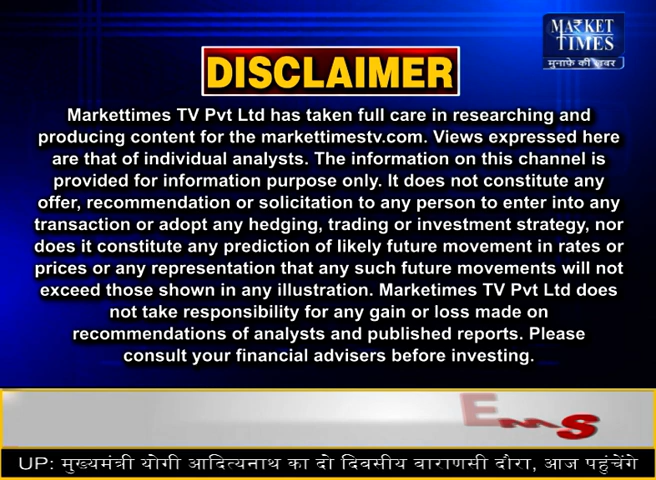 MARKET
TIMES
मुनाफे की खबर
DISCLAIMER
Markettimes TV Pvt Ltd has taken full care in researching and
producing content for the markettimestv.com. Views expressed here
are that of individual analysts. The information on this channel is
provided for information purpose only. It does not constitute any
offer, recommendation or solicitation to any person to enter into any
transaction or adopt any hedging, trading or investment strategy, nor
does it constitute any prediction of likely future movement in rates or
prices or any representation that any such future movements will not
exceed those shown in any illustration. Marketimes TV Pvt Ltd does
not take responsibility for any gain or loss made on
recommendations of analysts and published reports. Please
consult your financial advisers before investing.
EMS
UP: मुख्यमंत्री योगी आदित्यनाथ का दो दिवसीय वाराणसी दौरा, आज पहुंचेंगे